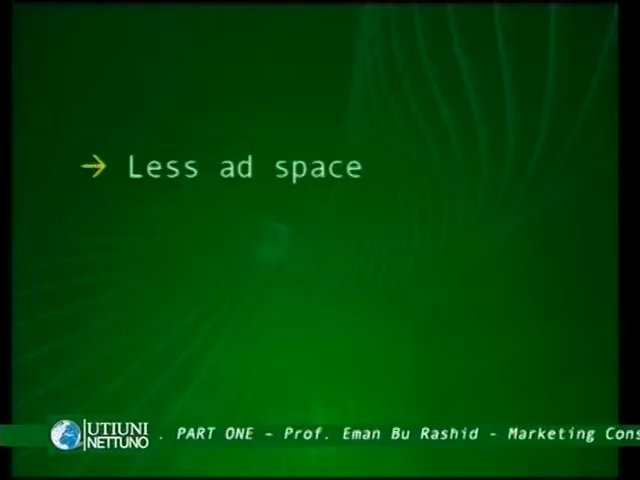 → Less ad space
UTIUNI
NETTUNO
. PART ONE - Prof. Eman Bu Rashid - Marketing Cons